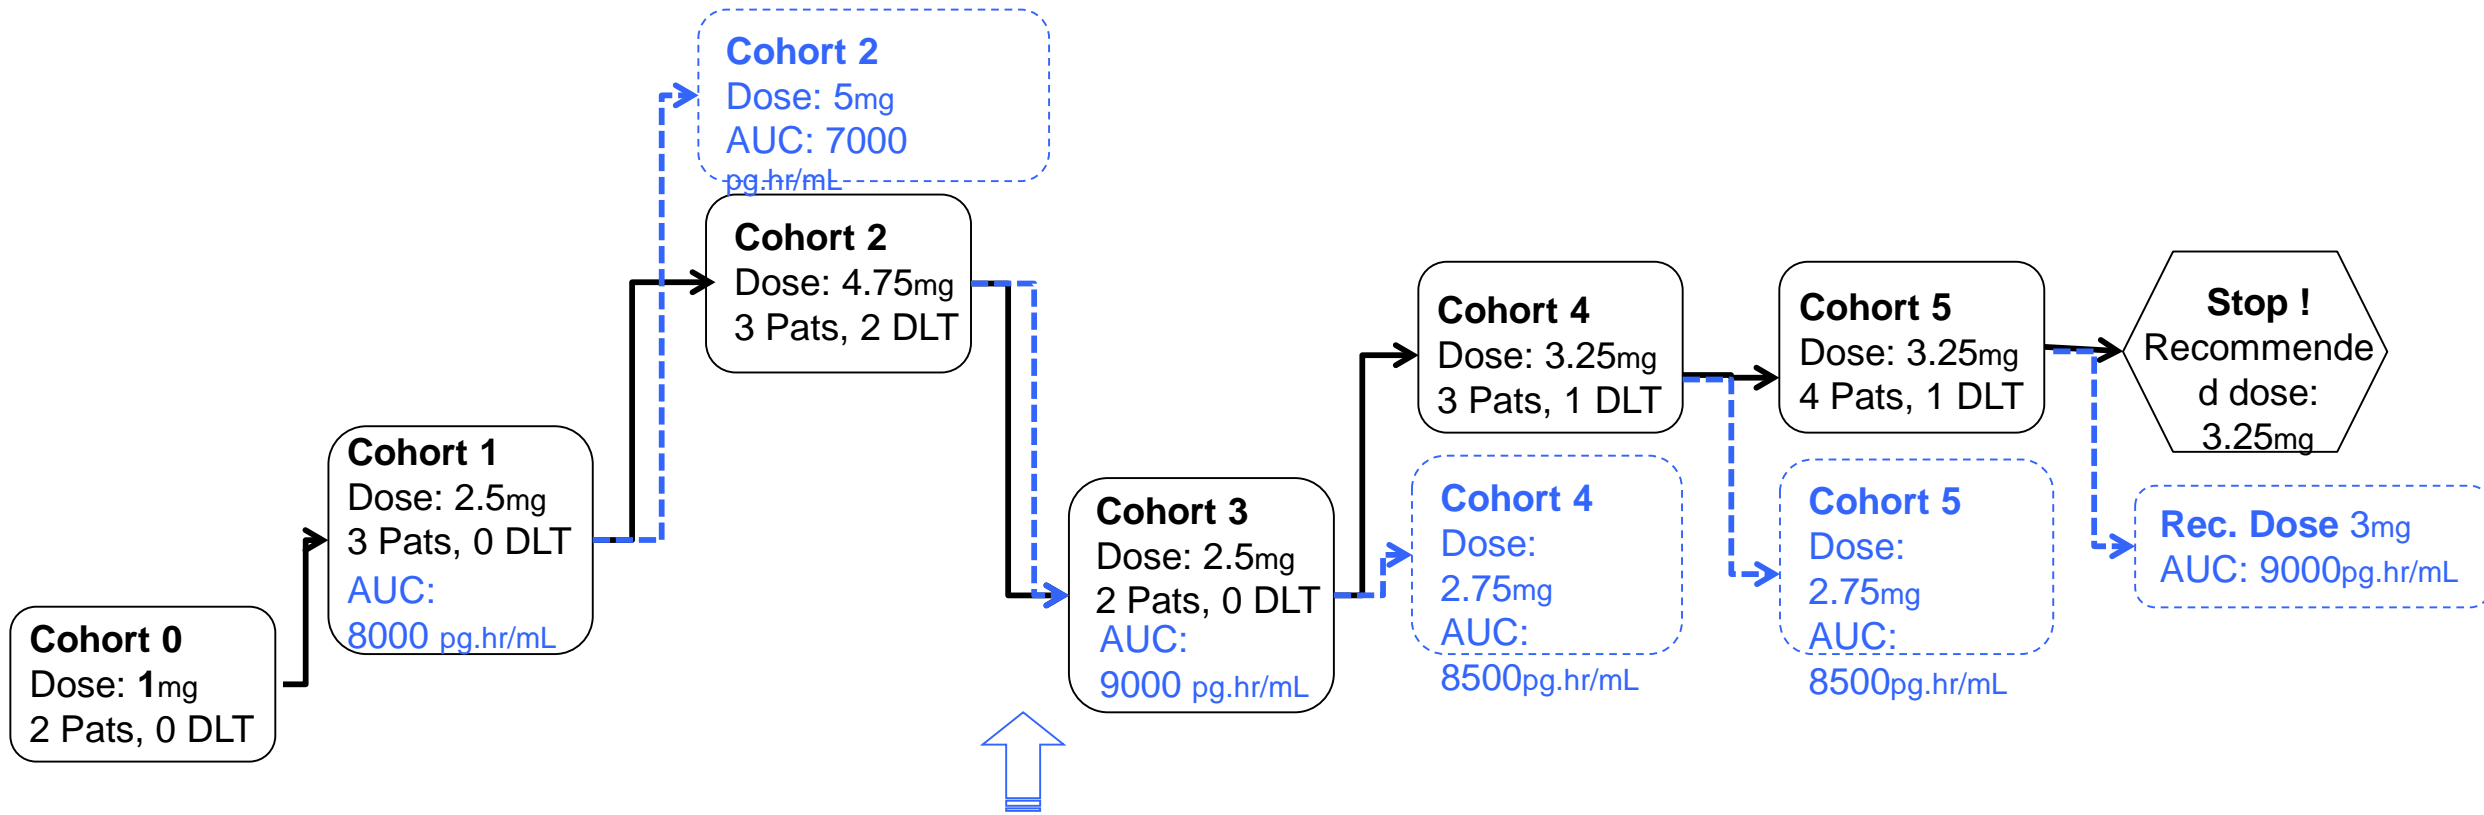 Cohort 0
Dose: 1mg
2 Pats, 0 DLT
Cohort 1
Dose: 2.5mg
3 Pats, 0 DLT
AUC:
8000 pg.hr/mL
Cohort 2
Dose: 5mg
AUC: 7000
pg.hr/mL
Cohort 2
Dose: 4.75mg
3 Pats, 2 DLT
Cohort 3
Dose: 2.5mg
2 Pats, 0 DLT
AUC:
9000 pg.hr/mL
Cohort 4
Dose: 3.25mg
3 Pats, 1 DLT
Cohort 4
Dose:
2.75mg
AUC:
8500pg.hr/mL
Cohort 5
Dose: 3.25mg
4 Pats, 1 DLT
Cohort 5
Dose:
2.75mg
AUC:
8500pg.hr/mL
Stop !
Recommende
d dose:
3.25mg
Rec. Dose 3mg
AUC: 9000pg.hr/mL